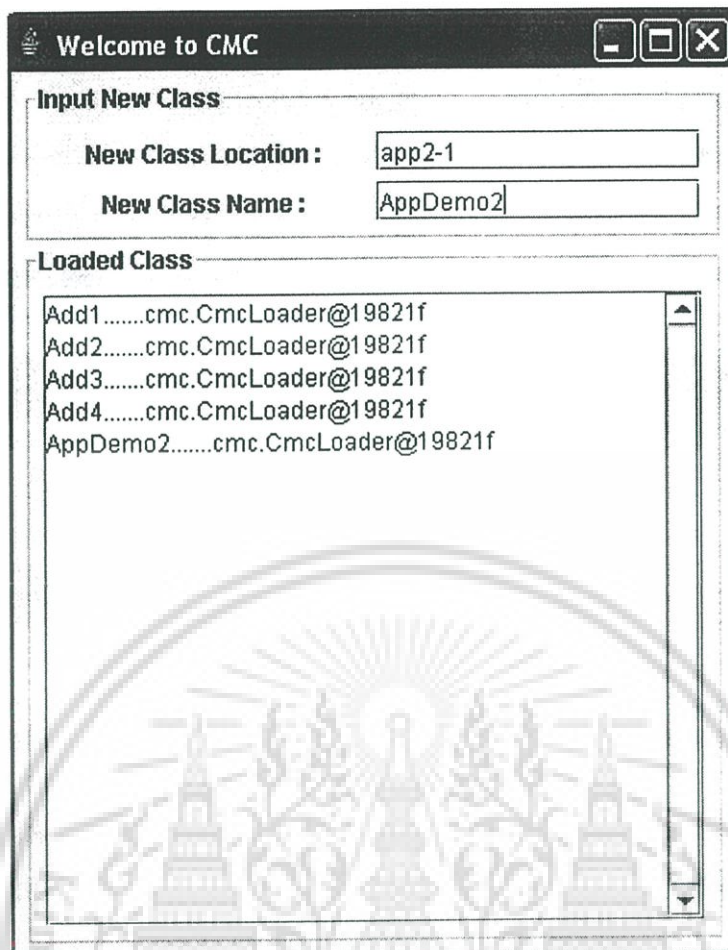 Welcome to CMC
Input New Class
New Class Location :
app2-1
New Class Name :
AppDemo2
Loaded Class
Add1.......cmc.CmcLoader@19821f
Add2.......cmc.CmcLoader@19821f
Add3.......cmc.CmcLoader@19821f
Add4.......cmc.CmcLoader@19821f
AppDemo2.......cmc.CmcLoader@19821f